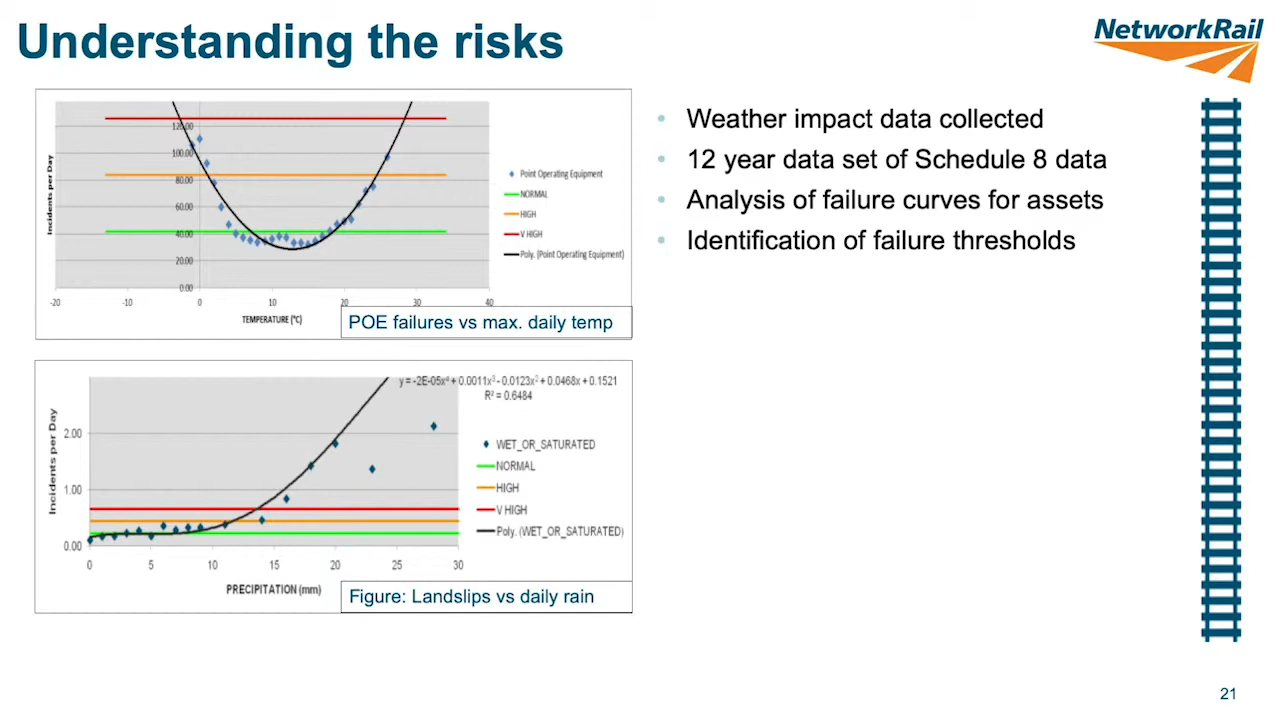 Understanding the risks
NetworkRail
120.00
100.00
80.00
60.00
40.00
20.00
0.00
-20
-10
0
10
20
30
40
Incidents per Day
TEMPERATURE (°C)
Point Operating Equipment
NORMAL
HIGH
V HIGH
Poly. (Point Operating Equipment)
POE failures vs max. daily temp
y = -2E-05x⁴ + 0.0011x³ - 0.0123x² + 0.0468x + 0.1521
R² = 0.6484
2.00
1.00
0.00
0
5
10
15
20
25
30
Incidents per Day
PRECIPITATION (mm)
WET_OR_SATURATED
NORMAL
HIGH
V HIGH
Poly. (WET_OR_SATURATED)
Figure: Landslips vs daily rain
• Weather impact data collected
• 12 year data set of Schedule 8 data
• Analysis of failure curves for assets
• Identification of failure thresholds
21